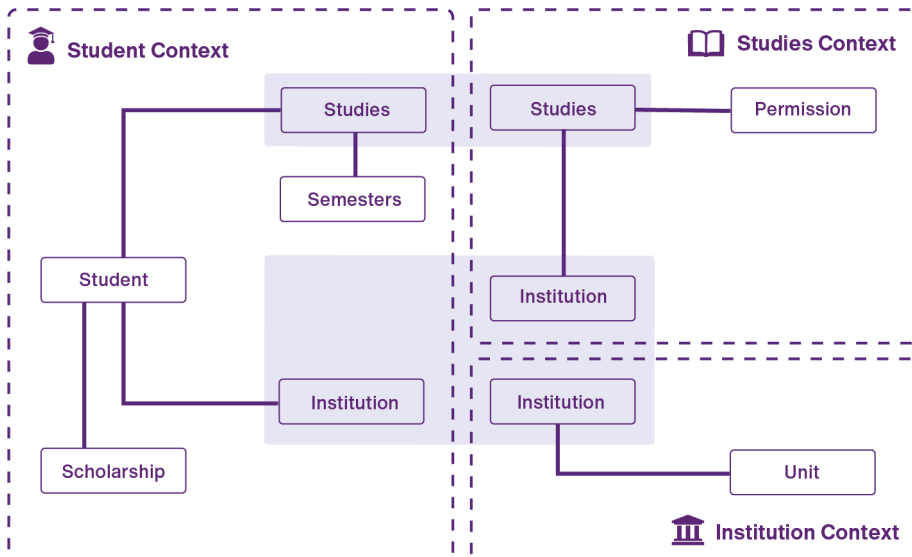 Student Context
Studies Context
Studies
Studies
Permission
Semesters
Student
Institution
Institution
Institution
Scholarship
Unit
Institution Context